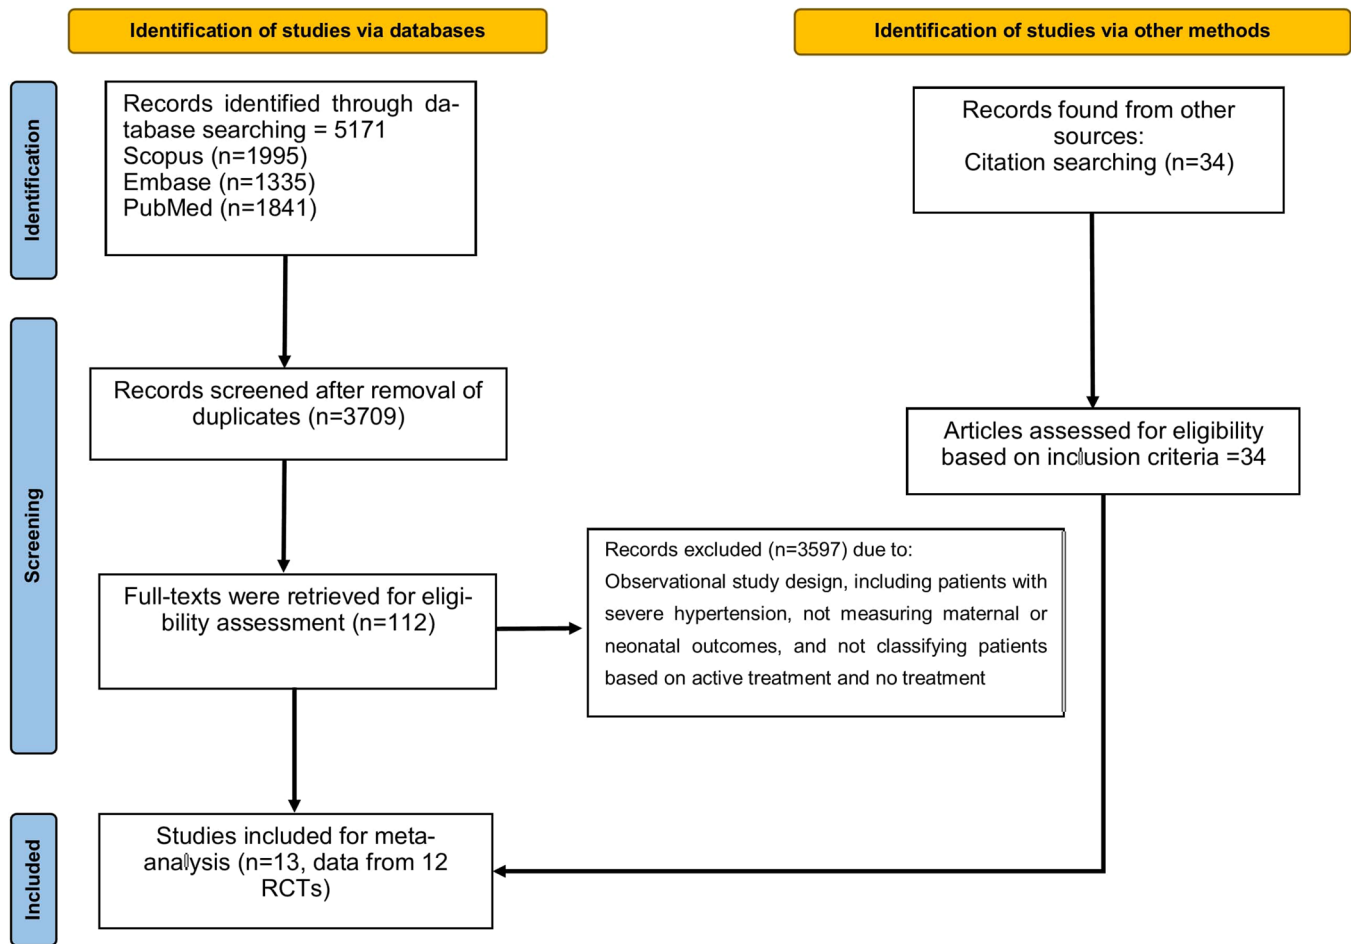 Identification of studies via databases
Identification of studies via other methods
Identification
Records identified through da-
tabase searching = 5171
Scopus (n=1995)
Embase (n=1335)
PubMed (n=1841)
Records found from other
sources:
Citation searching (n=34)
Screening
Records screened after removal of
duplicates (n=3709)
Articles assessed for eligibility
based on inclusion criteria =34
Full-texts were retrieved for eligi-
bility assessment (n=112)
Records excluded (n=3597) due to:
Observational study design, including patients with
severe hypertension, not measuring maternal or
neonatal outcomes, and not classifying patients
based on active treatment and no treatment
Included
Studies included for meta-
analysis (n=13, data from 12
RCTs)